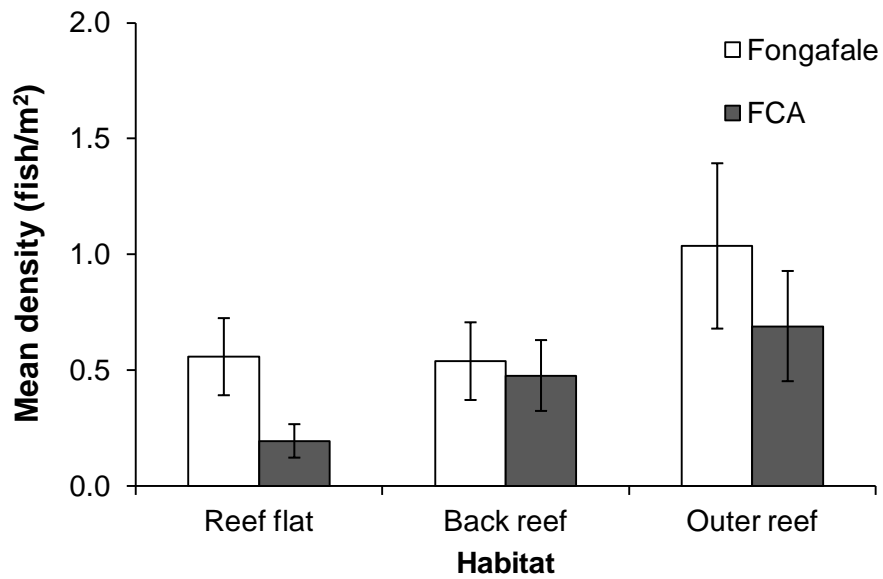 2.0
1.5
1.0
0.5
0.0
Mean density (fish/m²)
Fongafale
FCA
Reef flat Back reef Outer reef
Habitat